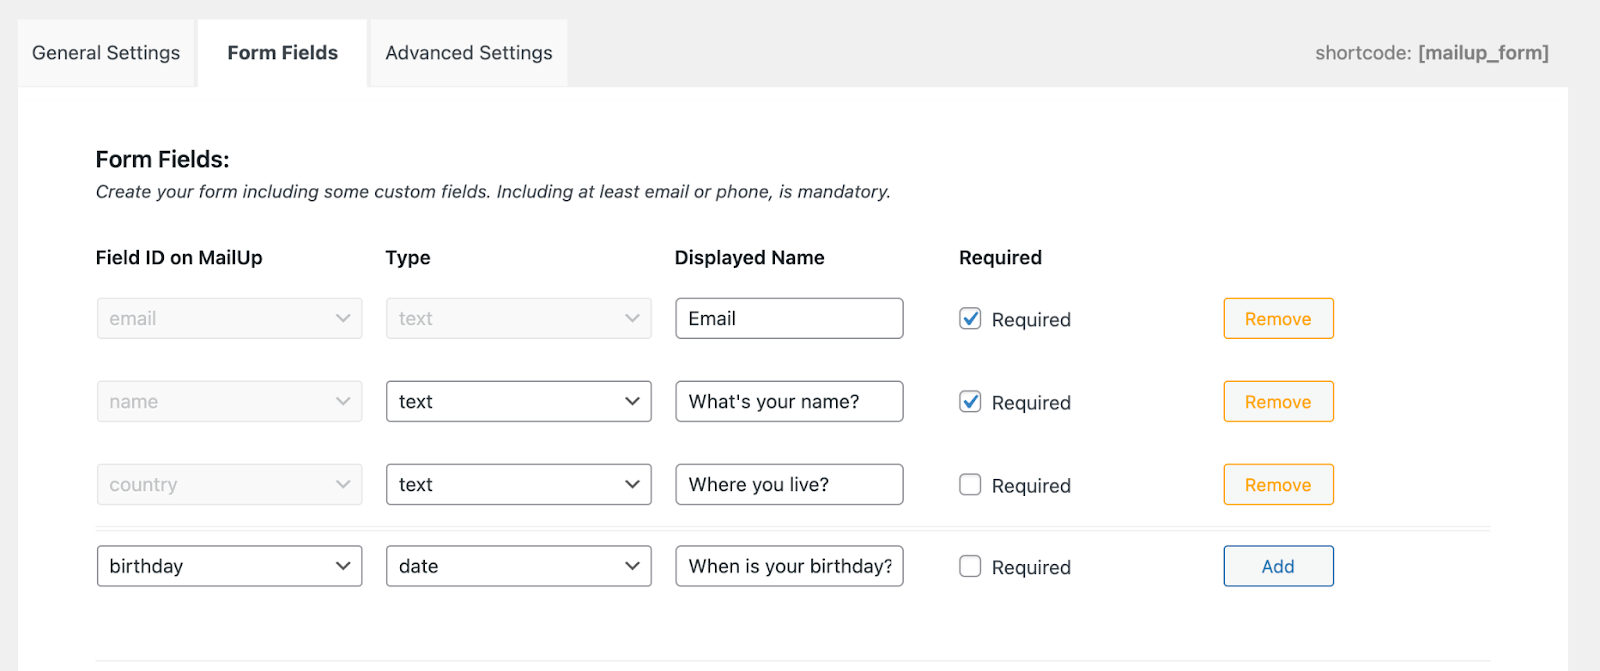 General Settings Form Fields Advanced Settings shortcode: [mailup_form]
Form Fields:
Create your form including some custom fields. Including at least email or phone, is mandatory.
Field ID on MailUp Type Displayed Name Required
email text Email Required Remove
name text What's your name? Required Remove
country text Where you live? Required Remove
birthday date When is your birthday? Required Add